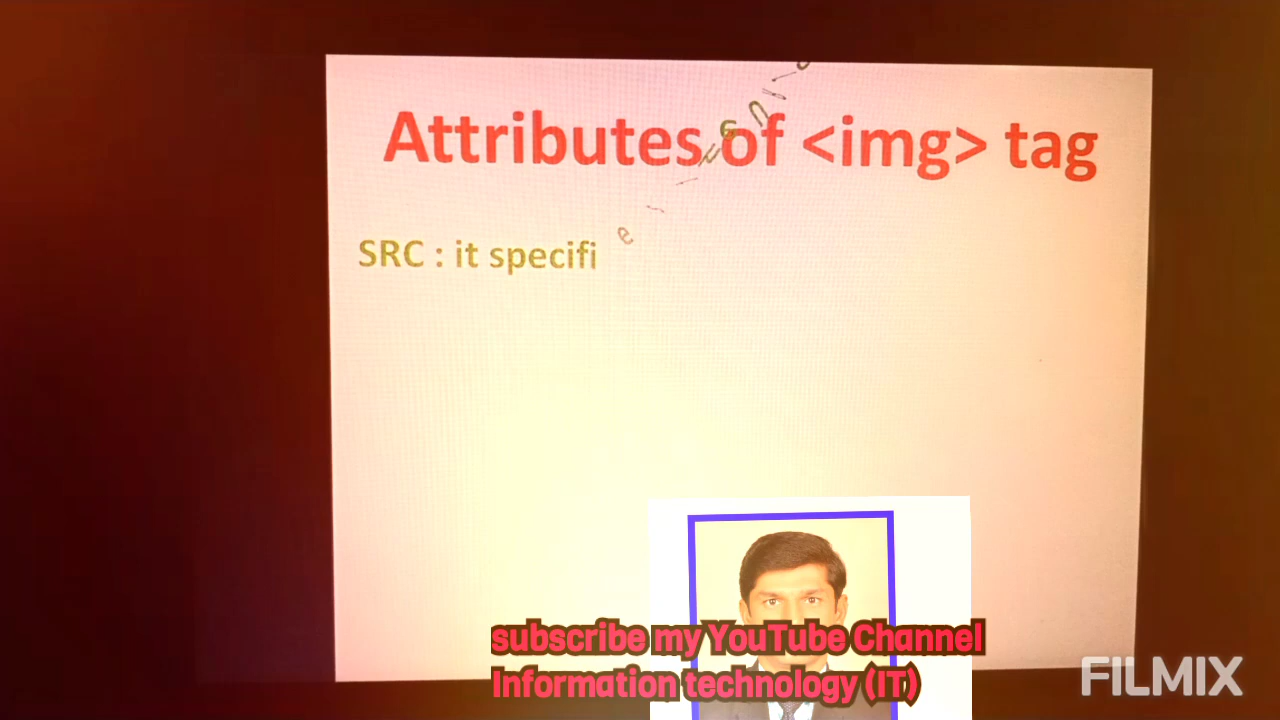 Attributes of <img> tag
SRC : it specifi
subscribe my YouTube Channel
Information technology (IT)
FILMIX